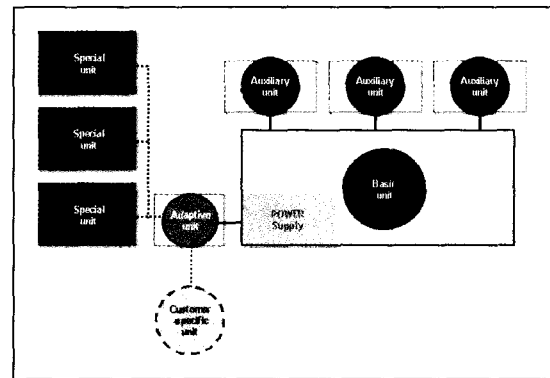 Special
unit
Auxiliary
unit
Auxiliary
unit
Auxiliary
unit
Special
unit
Basic
unit
Special
unit
Adaptive
unit
POWER
Supply
Customer
-specific
unit